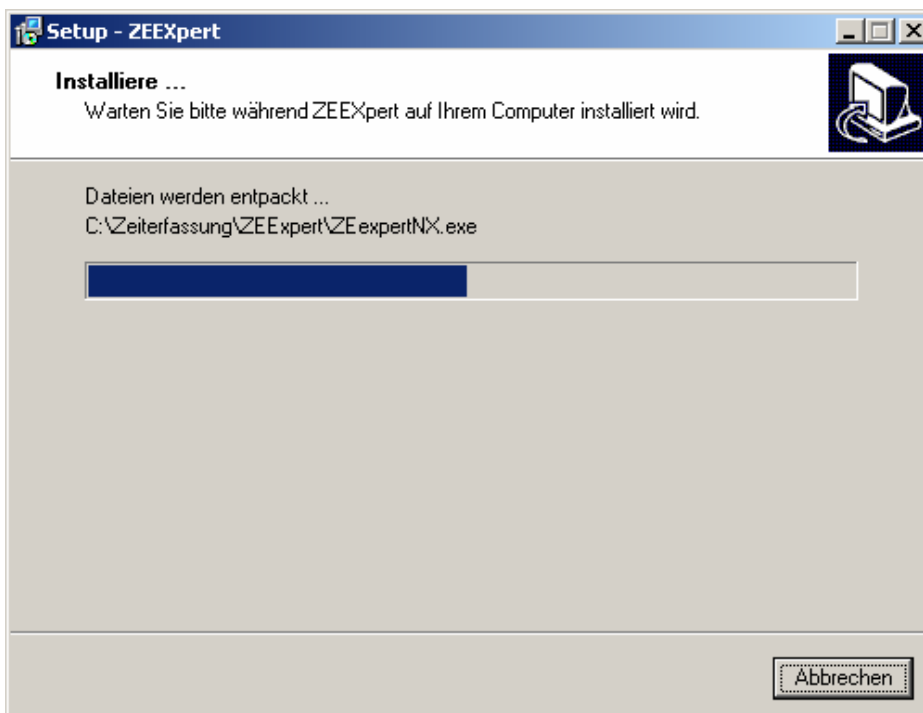 Setup - ZEEXpert
Installiere ...
Warten Sie bitte während ZEEXpert auf Ihrem Computer installiert wird.
Dateien werden entpackt ...
C:\Zeiterfassung\ZEExpert\ZEexpertNX.exe
Abbrechen